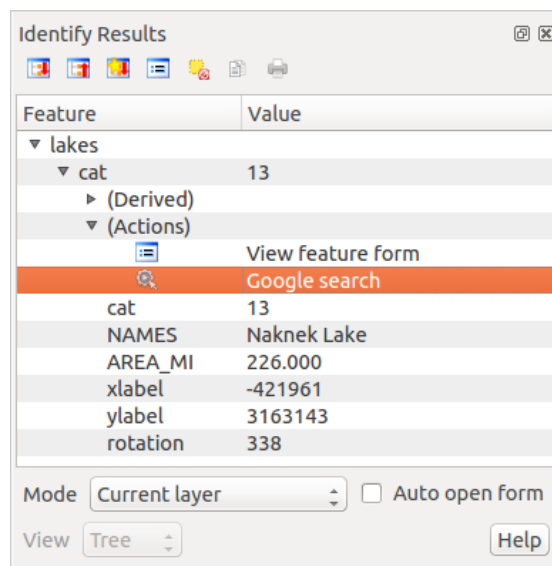 Identify Results
Feature Value
lakes
cat 13
(Derived)
(Actions)
View feature form
Google search
cat 13
NAMES Naknek Lake
AREA_MI 226.000
xlabel -421961
ylabel 3163143
rotation 338
Mode Current layer Auto open form
View Tree Help